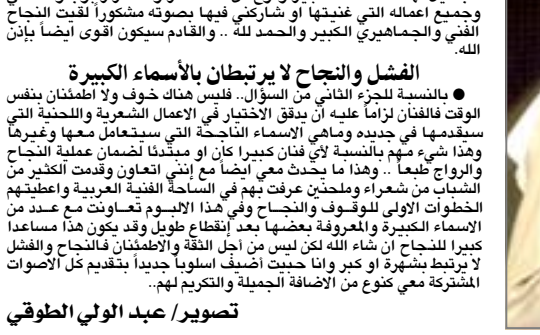 وجميع اعماله التي غنيتها او شاركني فيها بصوته مشكوراً لقيت النجاح
الفني والجماهيري الكبير والحمد لله .. والقادم سيكون اقوى ايضاً بإذن
الله.
الفشل والنجاح لا يرتبطان بالأسماء الكبيرة
● بالنسبة للجزء الثاني من السؤال.. فليس هناك خوف ولا اطمئنان بنفس
الوقت فالفنان لزاماً عليه ان يدقق الاختيار في الاعمال الشعرية واللحنية التي
سيقدمها في جديده وماهي الاسماء الناجحة التي سيتعامل معها وغيرها
وهذا شيء مهم بالنسبة لأي فنان كبيرا كان او مبتدئا لضمان عملية النجاح
والرواج طبعاً .. وهذا ما يحدث معي ايضاً مع إنني اتعاون وقدمت الكثير من
الشباب من شعراء وملحنين عرفت بهم في الساحة الفنية العربية واعطيتهم
الخطوات الاولى للوقوف والنجاح وفي هذا الالبوم تعاونت مع عدد من
الاسماء الكبيرة والمعروفة بعضها بعد إنقطاع طويل وقد يكون هذا مساعدا
كبيرا للنجاح ان شاء الله لكن ليس من أجل الثقة والاطمئنان فالنجاح والفشل
لا يرتبط بشهرة او كبر وانا حبيت أضيف اسلوباً جديداً بتقديم كل الاصوات
المشتركة معي كنوع من الاضافة الجميلة والتكريم لهم..
تصوير/ عبد الولي الطوقي